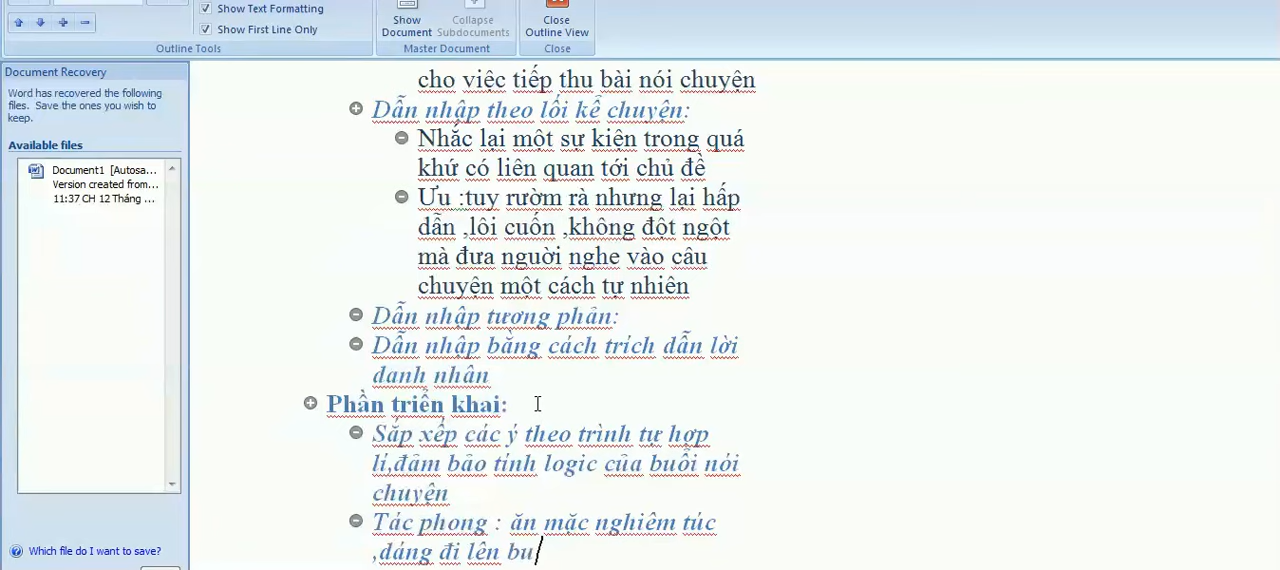 Show Text Formatting
Show First Line Only
Outline Tools
Show Document
Collapse Subdocuments
Master Document
Close Outline View
Close
Document Recovery
Word has recovered the following
files. Save the ones you wish to
keep.
Available files
Document1 [Autosa...
Version created from...
11:37 CH 12 Tháng ...
Which file do I want to save?
cho việc tiếp thu bài nói chuyện
Dẫn nhập theo lối kể chuyện:
Nhắc lại một sự kiện trong quá
khứ có liên quan tới chủ đề
Ưu :tuy rườm rà nhưng lại hấp
dẫn ,lôi cuốn ,không đột ngột
mà đưa người nghe vào câu
chuyện một cách tự nhiên
Dẫn nhập tương phản:
Dẫn nhập bằng cách trích dẫn lời
danh nhân
Phần triển khai:
Sắp xếp các ý theo trình tự hợp
lí,đảm bảo tính logic của buổi nói
chuyện
Tác phong : ăn mặc nghiêm túc
,dáng đi lên bu